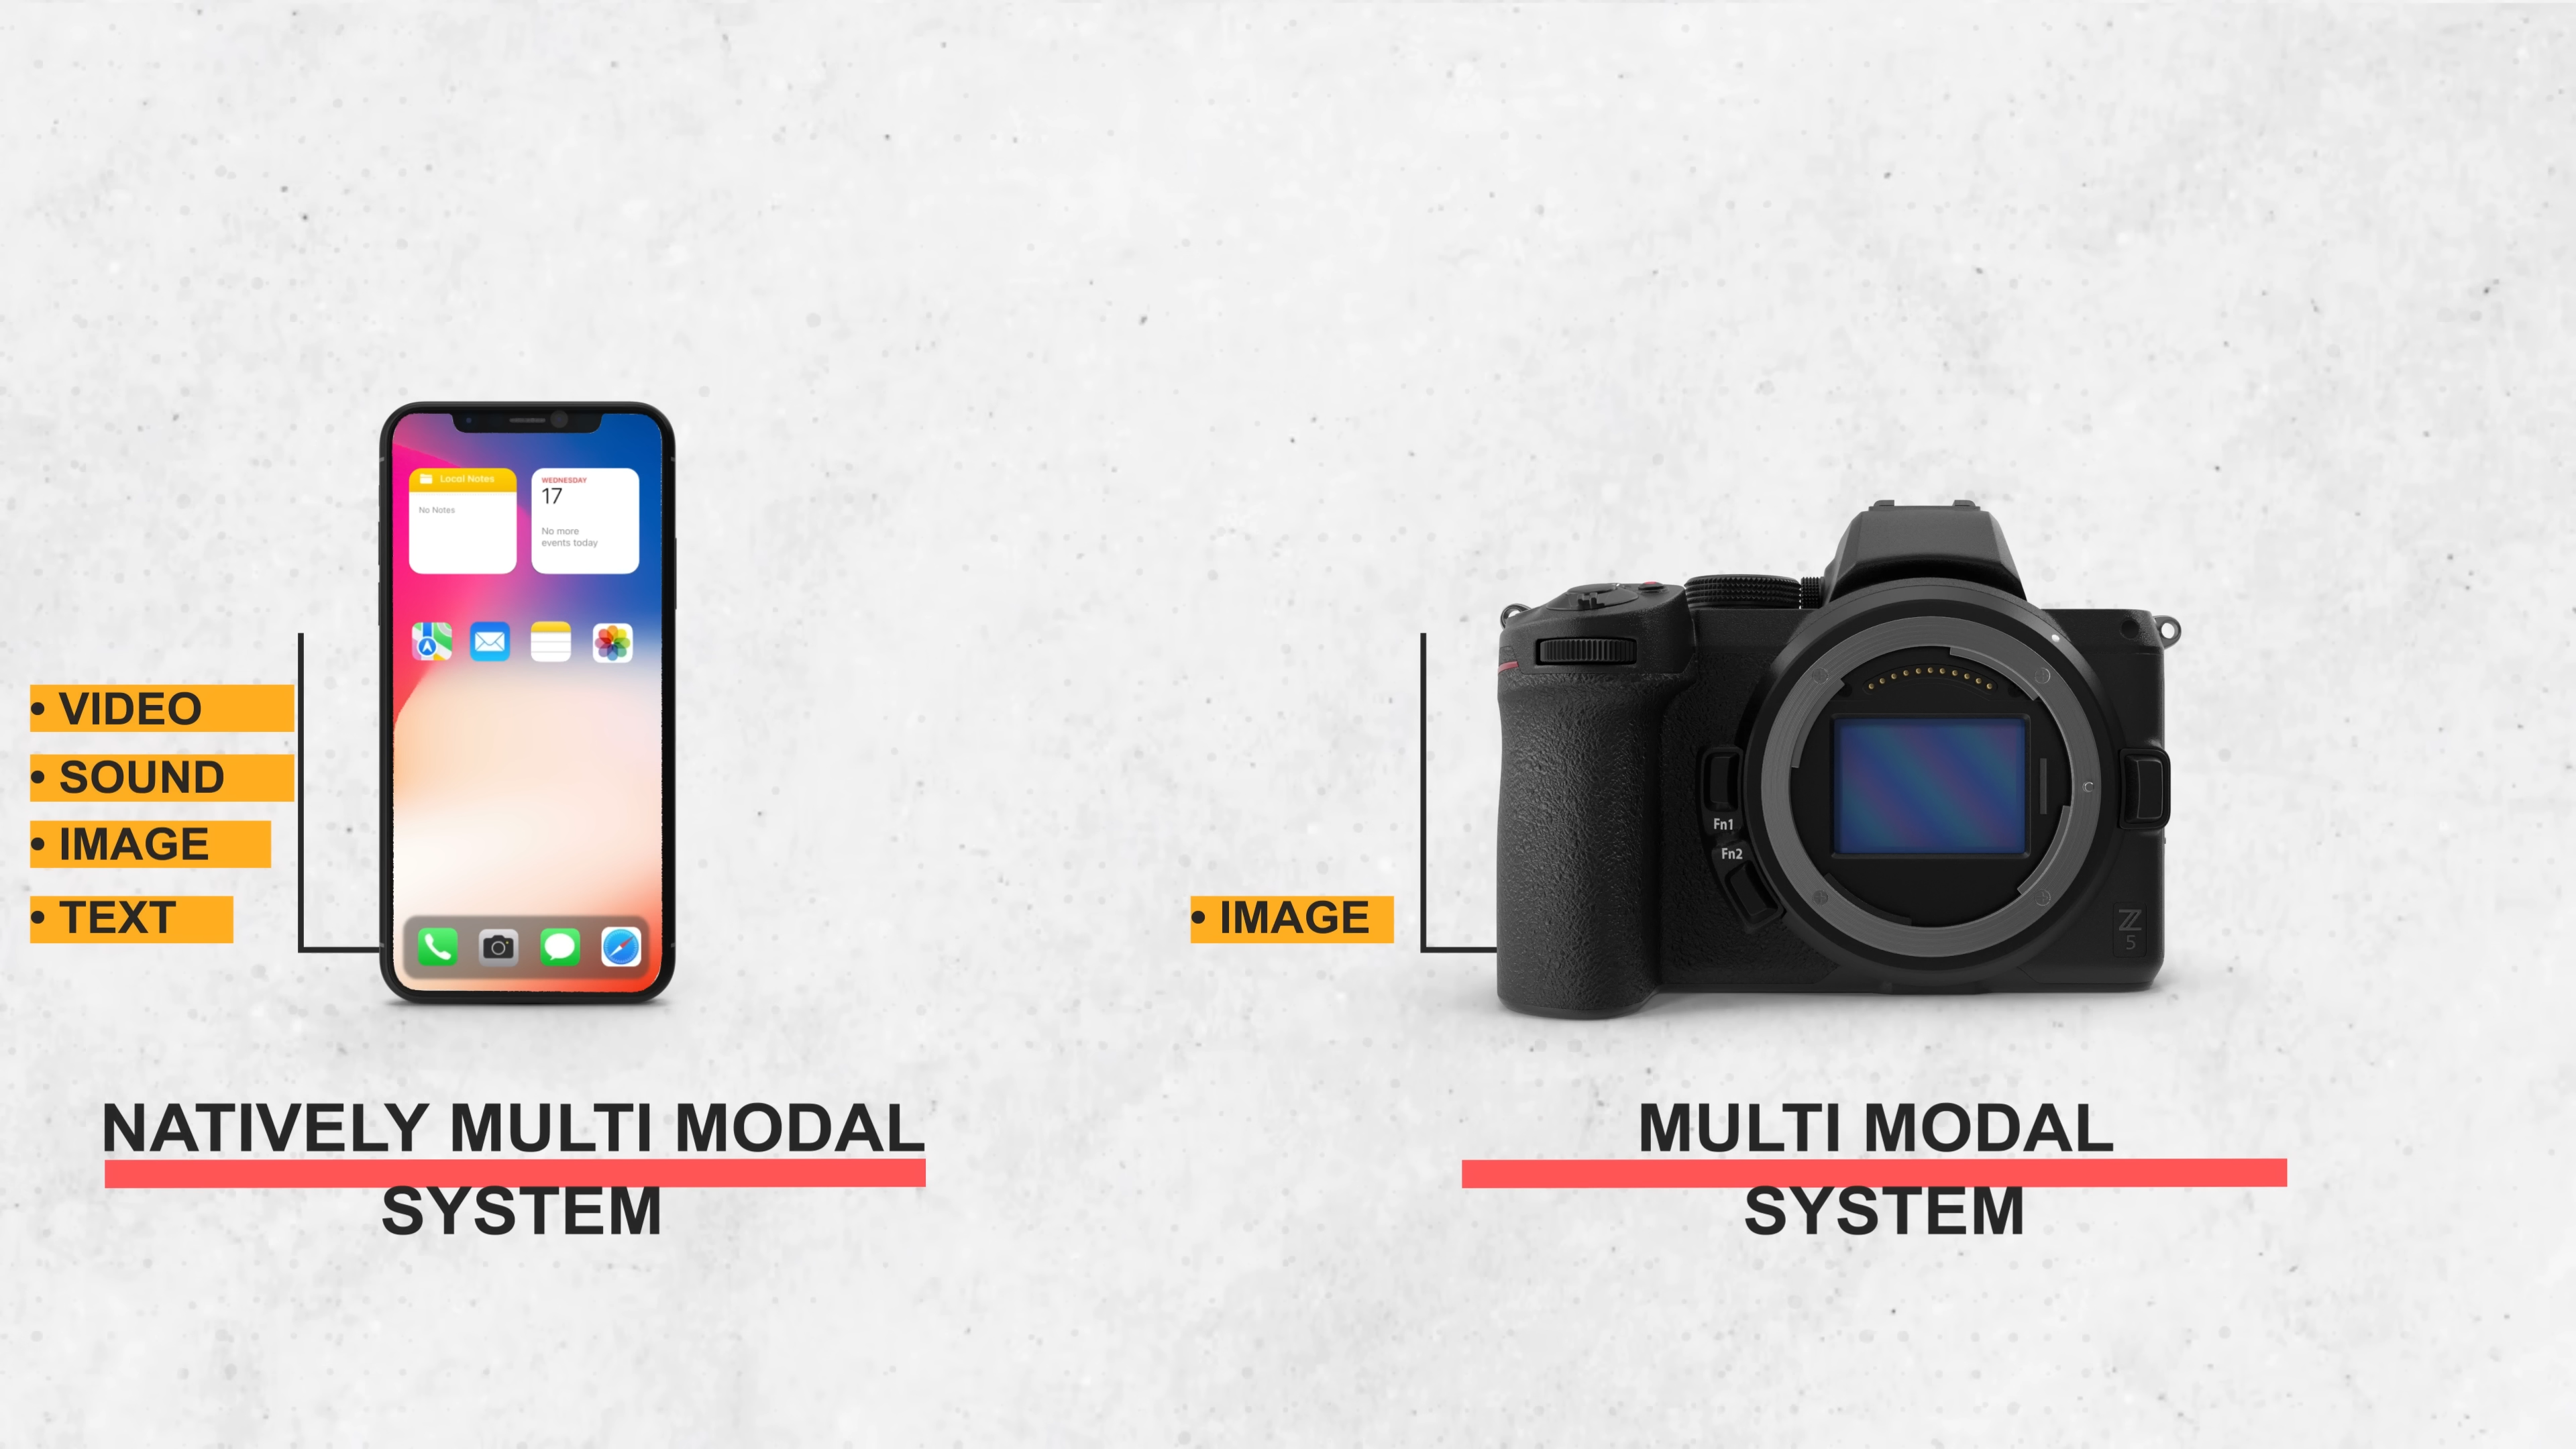 Local Notes
No Notes
WEDNESDAY
17
No more
events today
• VIDEO
• SOUND
• IMAGE
• TEXT
NATIVELY MULTI MODAL
SYSTEM
• IMAGE
Fn1
Fn2
Z
5
MULTI MODAL
SYSTEM